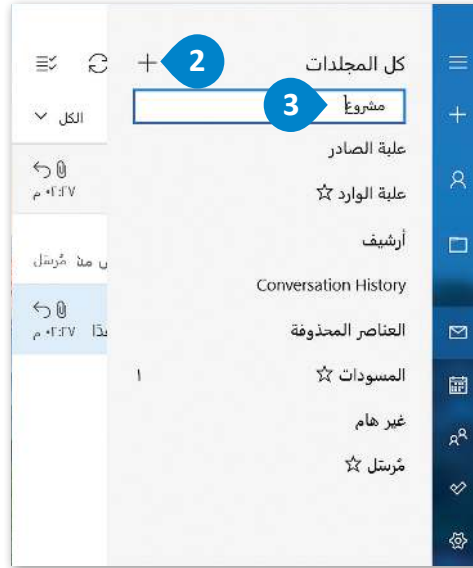 كل المجلدات
2
مشروع
3
علبة الصادر
علبة الوارد
أرشيف
Conversation History
العناصر المحذوفة
المسودات
١
غير هام
مُرسَل
الكل
٠٢:٢٧ م
ى من مُرسَل
٠٢:٢٧ م
دًا